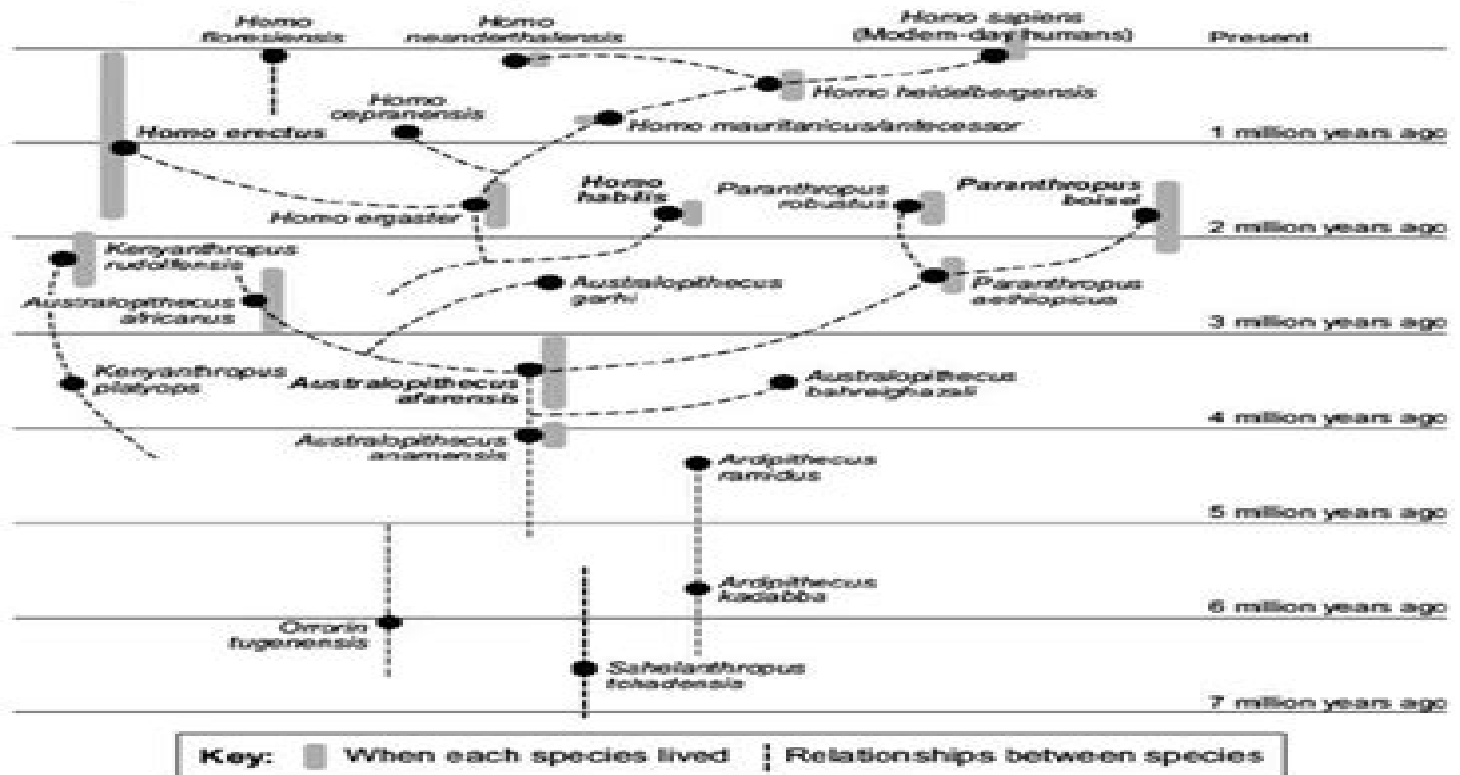 Homo
floresiensis
Homo
neanderthalensis
Homo sapiens
(Modern-day humans)
Present
Homo heidelbergensis
Homo
cepranensis
Homo mauritanicus/antecessor
Homo erectus
1 million years ago
Homo
habilis
Paranthropus
robustus
Paranthropus
boisei
Homo ergaster
2 million years ago
Kenyanthropus
rudolfensis
Australopithecus
garhi
Paranthropus
aethiopicus
Australopithecus
africanus
3 million years ago
Kenyanthropus
platyops
Australopithecus
afarensis
Australopithecus
bahrelghazali
4 million years ago
Australopithecus
anamensis
Ardipithecus
ramidus
5 million years ago
Ardipithecus
kadabba
6 million years ago
Orrorin
tugenensis
Sahelanthropus
tchadensis
7 million years ago
Key: When each species lived Relationships between species